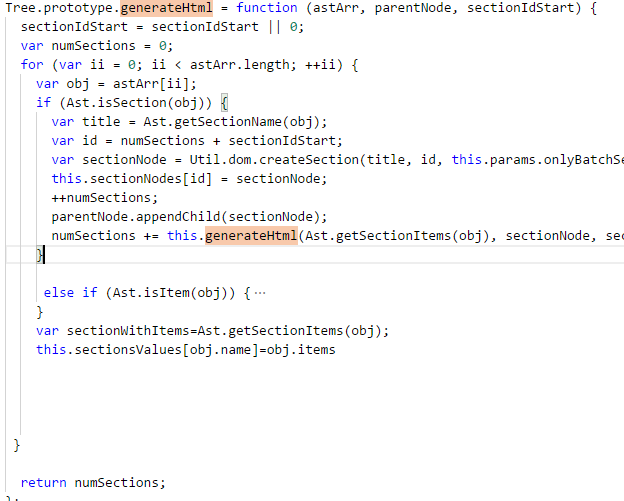 Tree.prototype.generateHtml = function (astArr, parentNode, sectionIdStart) {
sectionIdStart = sectionIdStart || 0;
var numSections = 0;
for (var ii = 0; ii < astArr.length; ++ii) {
var obj = astArr[ii];
if (Ast.isSection(obj)) {
var title = Ast.getSectionName(obj);
var id = numSections + sectionIdStart;
var sectionNode = Util.dom.createSection(title, id, this.params.onlyBatchSe
this.sectionNodes[id] = sectionNode;
++numSections;
parentNode.appendChild(sectionNode);
numSections += this.generateHtml(Ast.getSectionItems(obj), sectionNode, sec
}
else if (Ast.isItem(obj)) {···
}
var sectionWithItems=Ast.getSectionItems(obj);
this.sectionsValues[obj.name]=obj.items
}
return numSections;
};